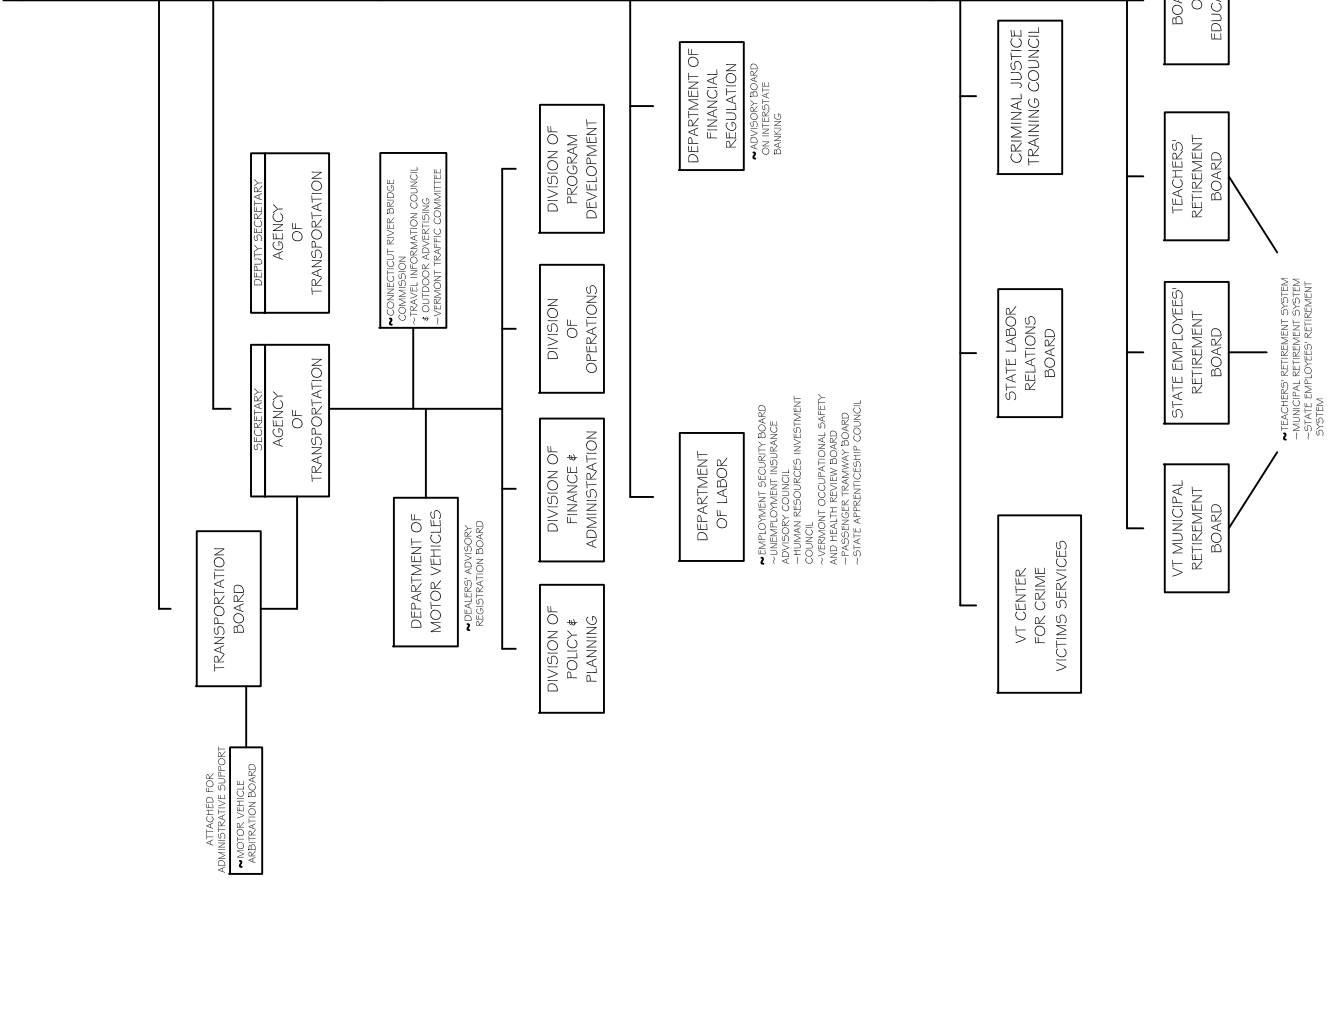 ATTACHED FOR
ADMINISTRATIVE SUPPORT
~MOTOR VEHICLE
ARBITRATION BOARD
TRANSPORTATION
BOARD
SECRETARY
AGENCY
OF
TRANSPORTATION
DEPUTY SECRETARY
AGENCY
OF
TRANSPORTATION
~CONNECTICUT RIVER BRIDGE
COMMISSION
~TRAVEL INFORMATION COUNCIL
& OUTDOOR ADVERTISING
~VERMONT TRAFFIC COMMITTEE
DEPARTMENT OF
MOTOR VEHICLES
~DEALERS' ADVISORY
REGISTRATION BOARD
DIVISION OF
POLICY &
PLANNING
DIVISION OF
FINANCE &
ADMINISTRATION
DIVISION
OF
OPERATIONS
DIVISION OF
PROGRAM
DEVELOPMENT
DEPARTMENT
OF LABOR
~EMPLOYMENT SECURITY BOARD
~UNEMPLOYMENT INSURANCE
ADVISORY COUNCIL
~HUMAN RESOURCES INVESTMENT
COUNCIL
~VERMONT OCCUPATIONAL SAFETY
AND HEALTH REVIEW BOARD
~PASSENGER TRAMWAY BOARD
~STATE APPRENTICESHIP COUNCIL
DEPARTMENT OF
FINANCIAL
REGULATION
~ADVISORY BOARD
ON INTERSTATE
BANKING
VT CENTER
FOR CRIME
VICTIMS SERVICES
STATE LABOR
RELATIONS
BOARD
CRIMINAL JUSTICE
TRAINING COUNCIL
VT MUNICIPAL
RETIREMENT
BOARD
STATE EMPLOYEES'
RETIREMENT
BOARD
TEACHERS'
RETIREMENT
BOARD
~TEACHERS' RETIREMENT SYSTEM
~MUNICIPAL RETIREMENT SYSTEM
~STATE EMPLOYEES' RETIREMENT
SYSTEM